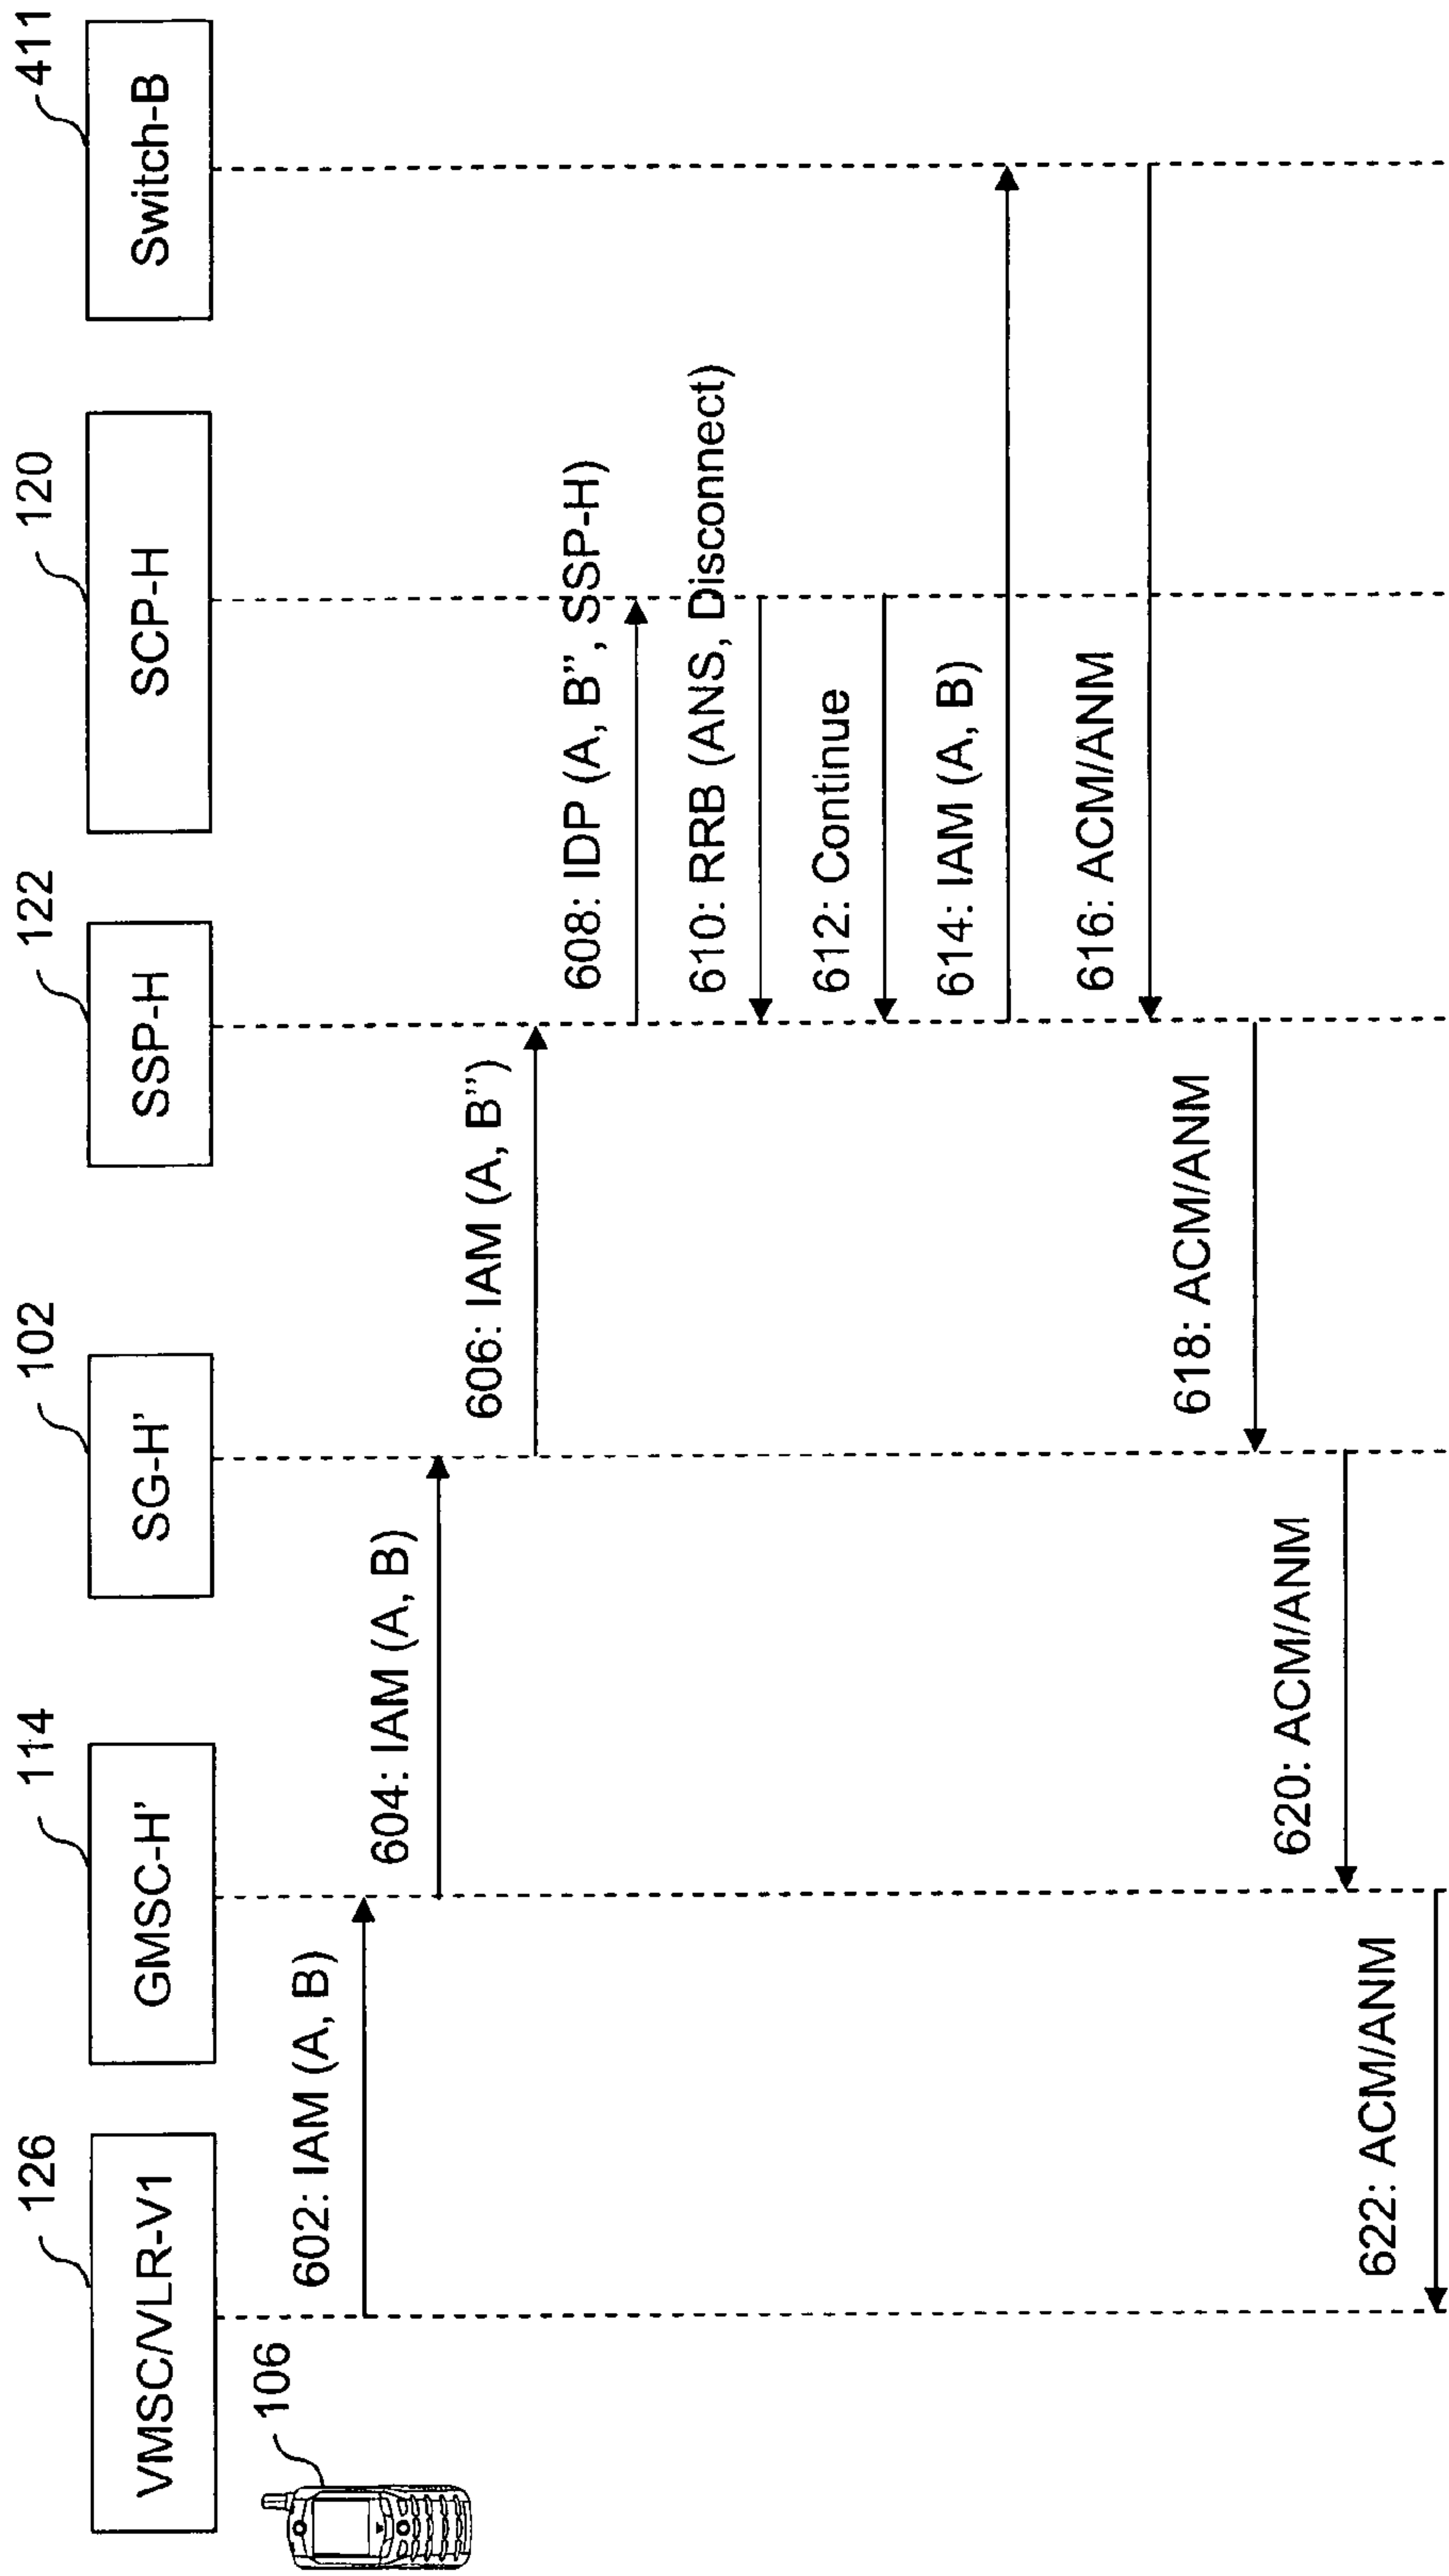 126
114
102
122
120
411
VMSC/VLR-V1
GMSC-H'
SG-H'
SSP-H
SCP-H
Switch-B
106
602: IAM (A, B)
604: IAM (A, B)
606: IAM (A, B")
608: IDP (A, B", SSP-H)
610: RRB (ANS, Disconnect)
612: Continue
614: IAM (A, B)
616: ACM/ANM
618: ACM/ANM
620: ACM/ANM
622: ACM/ANM